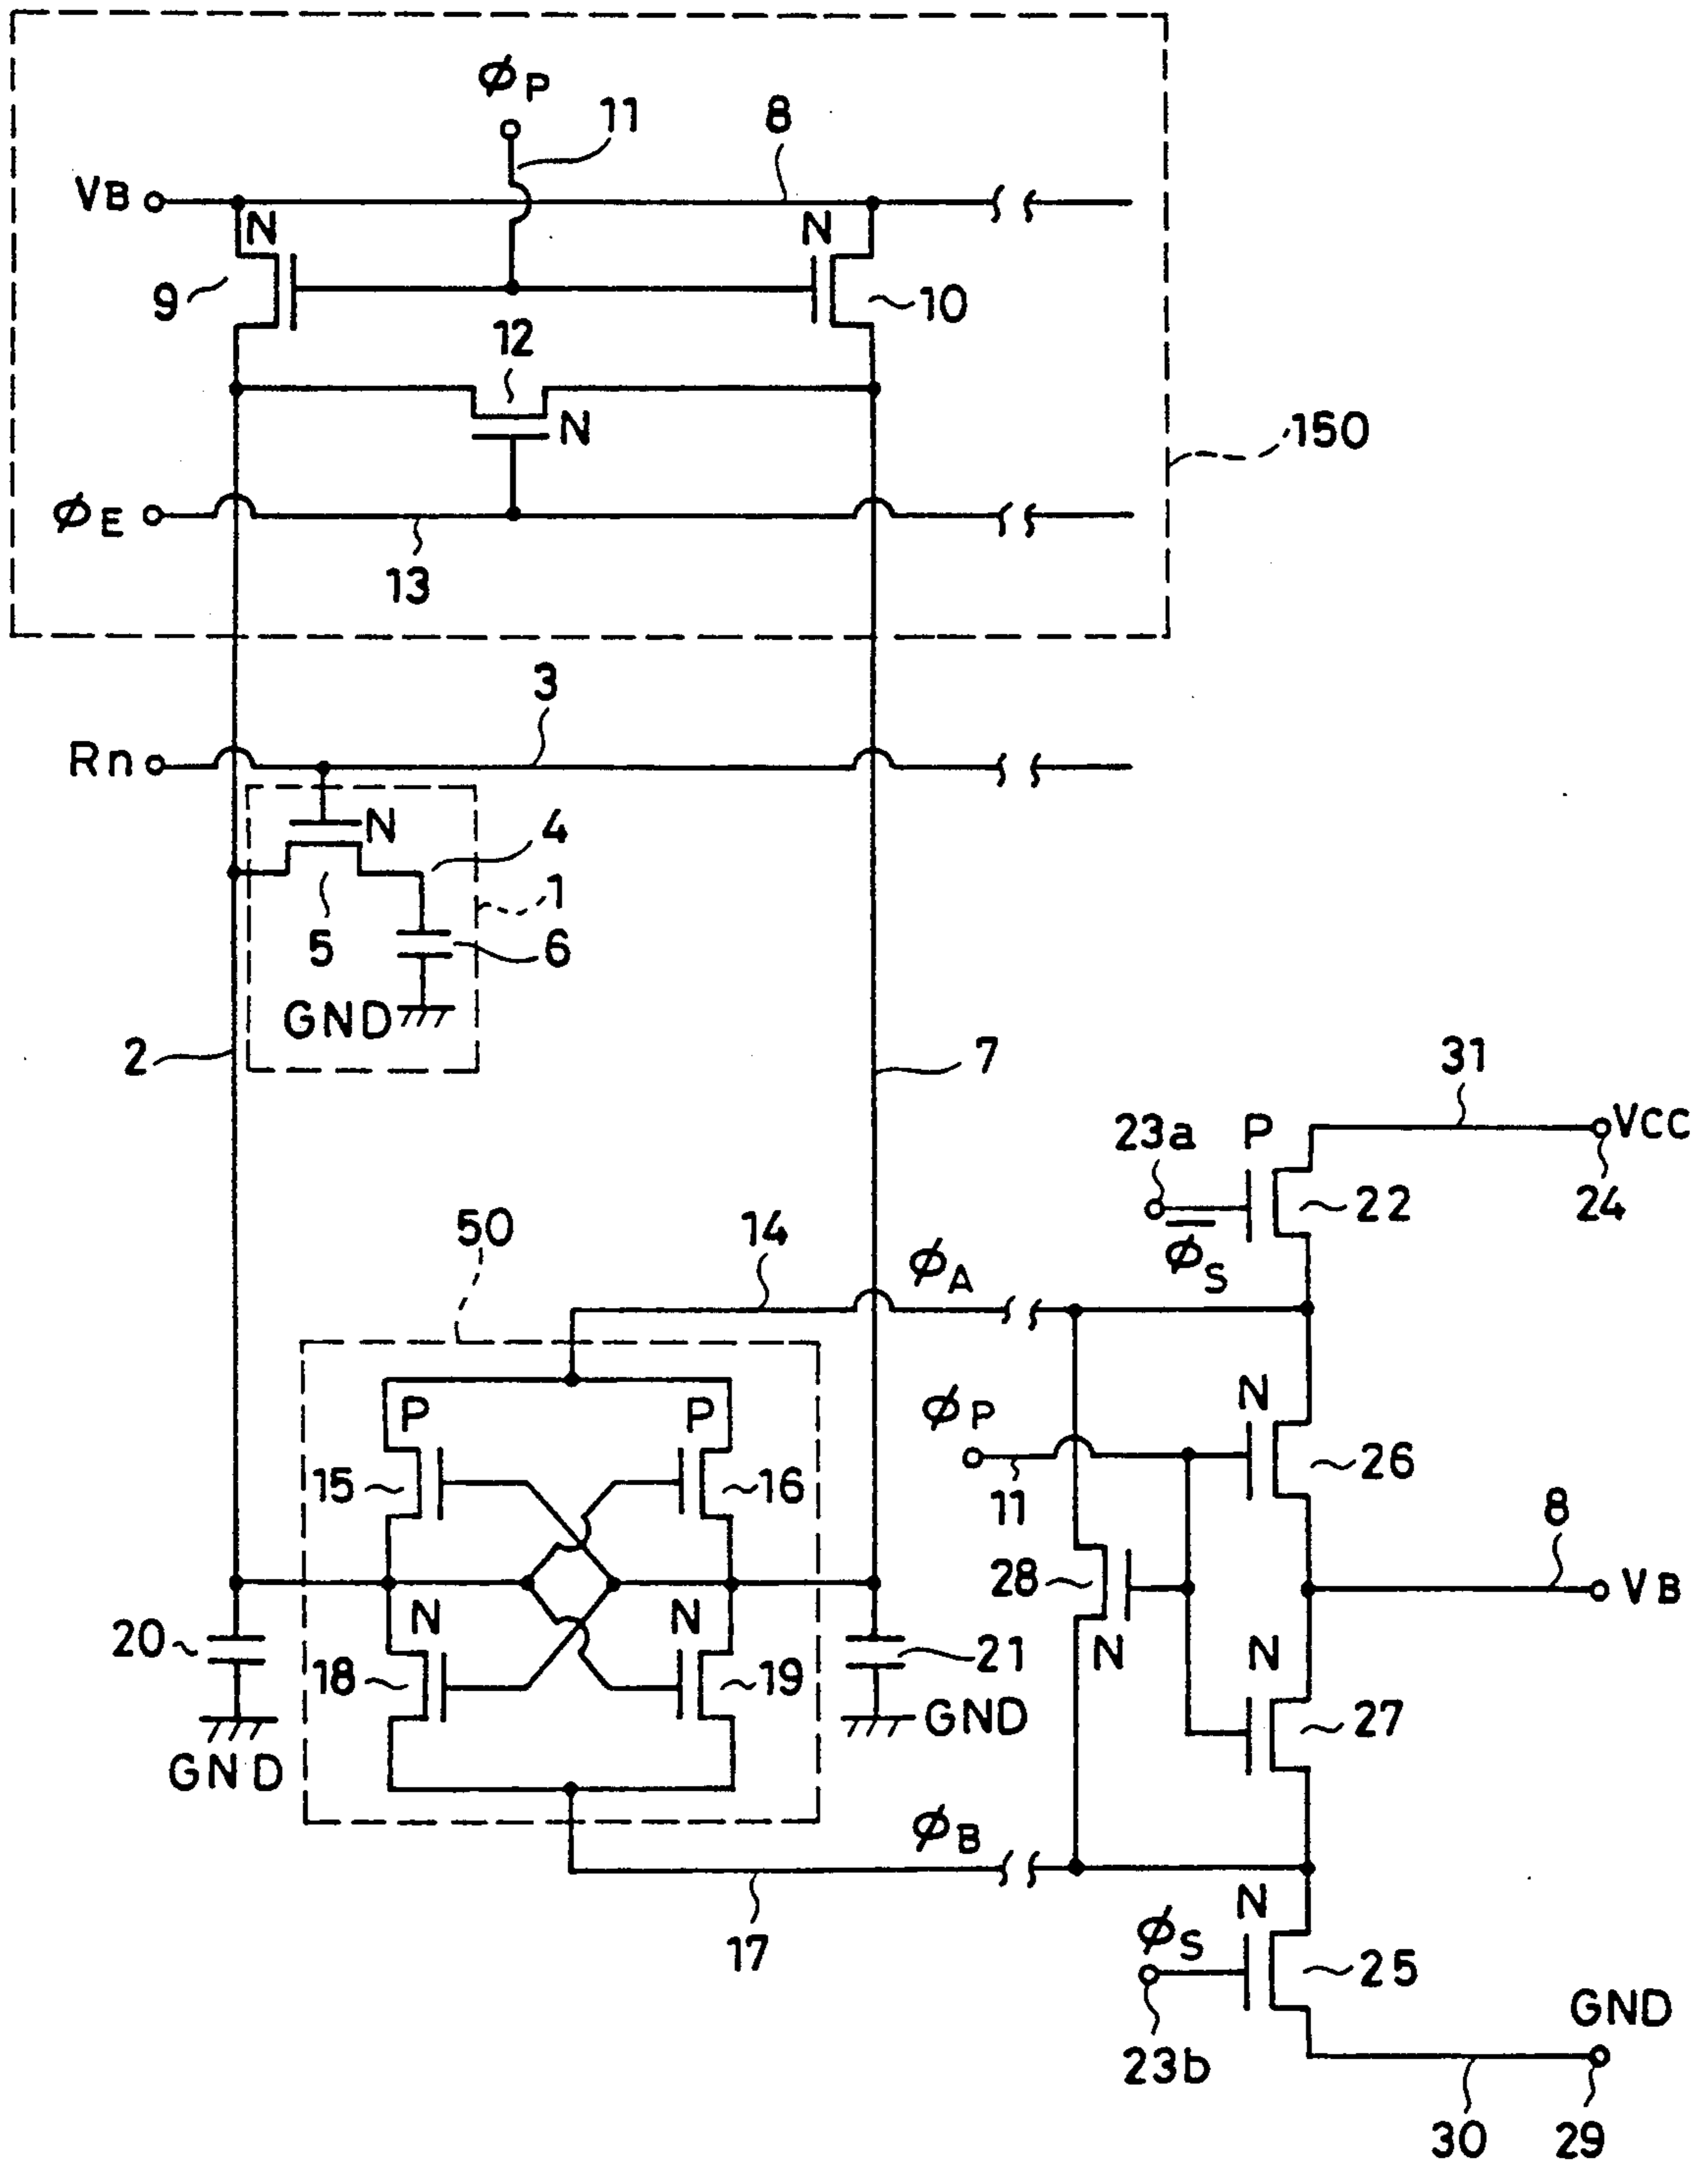 ϕP
11
8
VB
N
N
9
10
12
N
150
ϕE
13
3
Rn
N
4
1
5
6
GND
2
7
31
23a
P
VCC
22
24
ϕ̅S
50
14
ϕA
P
P
ϕP
N
15
16
26
11
8
28
VB
N
N
20
N
N
21
18
19
GND
27
GND
ϕB
N
17
ϕS
25
GND
23b
30
29